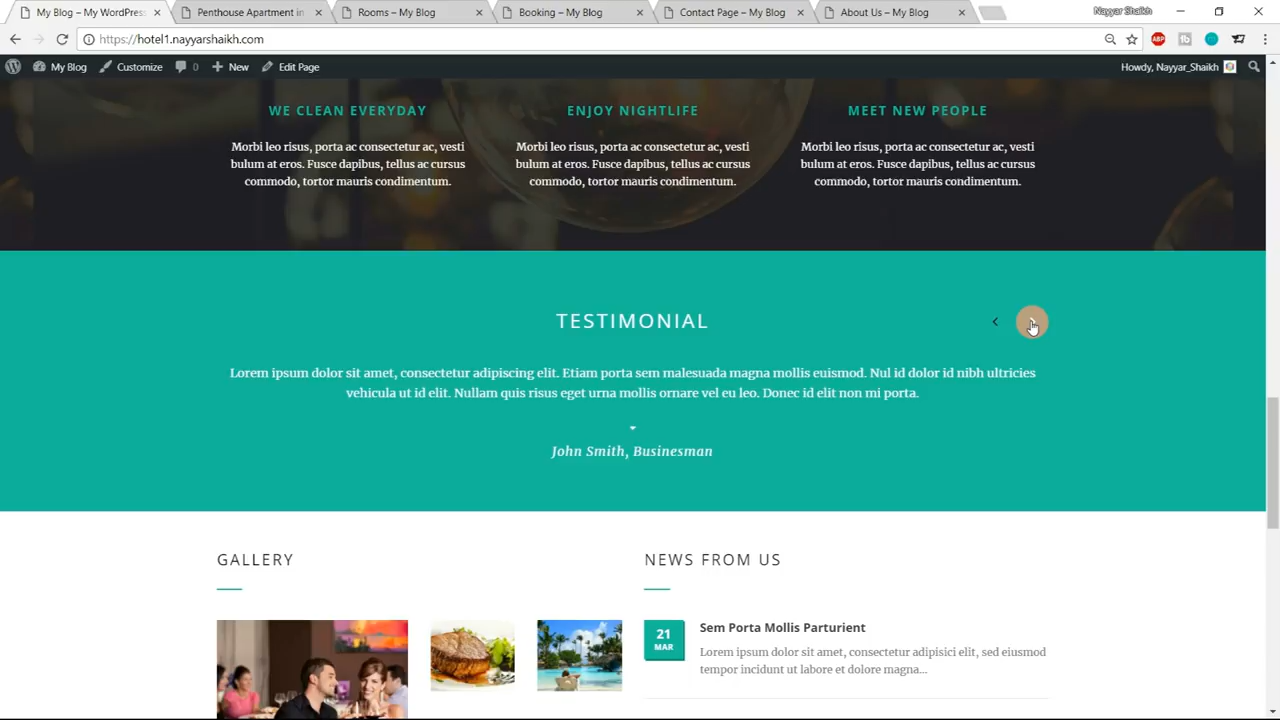 My Blog – My WordPress
Penthouse Apartment in
Rooms – My Blog
Booking – My Blog
Contact Page – My Blog
About Us – My Blog
Nayyar Shaikh
https://hotel1.nayyarshaikh.com
ABP
My Blog
Customize
0
New
Edit Page
Howdy, Nayyar_Shaikh
WE CLEAN EVERYDAY
Morbi leo risus, porta ac consectetur ac, vesti
bulum at eros. Fusce dapibus, tellus ac cursus
commodo, tortor mauris condimentum.
ENJOY NIGHTLIFE
Morbi leo risus, porta ac consectetur ac, vesti
bulum at eros. Fusce dapibus, tellus ac cursus
commodo, tortor mauris condimentum.
MEET NEW PEOPLE
Morbi leo risus, porta ac consectetur ac, vesti
bulum at eros. Fusce dapibus, tellus ac cursus
commodo, tortor mauris condimentum.
TESTIMONIAL
Lorem ipsum dolor sit amet, consectetur adipiscing elit. Etiam porta sem malesuada magna mollis euismod. Nul id dolor id nibh ultricies
vehicula ut id elit. Nullam quis risus eget urna mollis ornare vel eu leo. Donec id elit non mi porta.
John Smith, Businesman
GALLERY
NEWS FROM US
21
MAR
Sem Porta Mollis Parturient
Lorem ipsum dolor sit amet, consectetur adipisici elit, sed eiusmod
tempor incidunt ut labore et dolore magna...